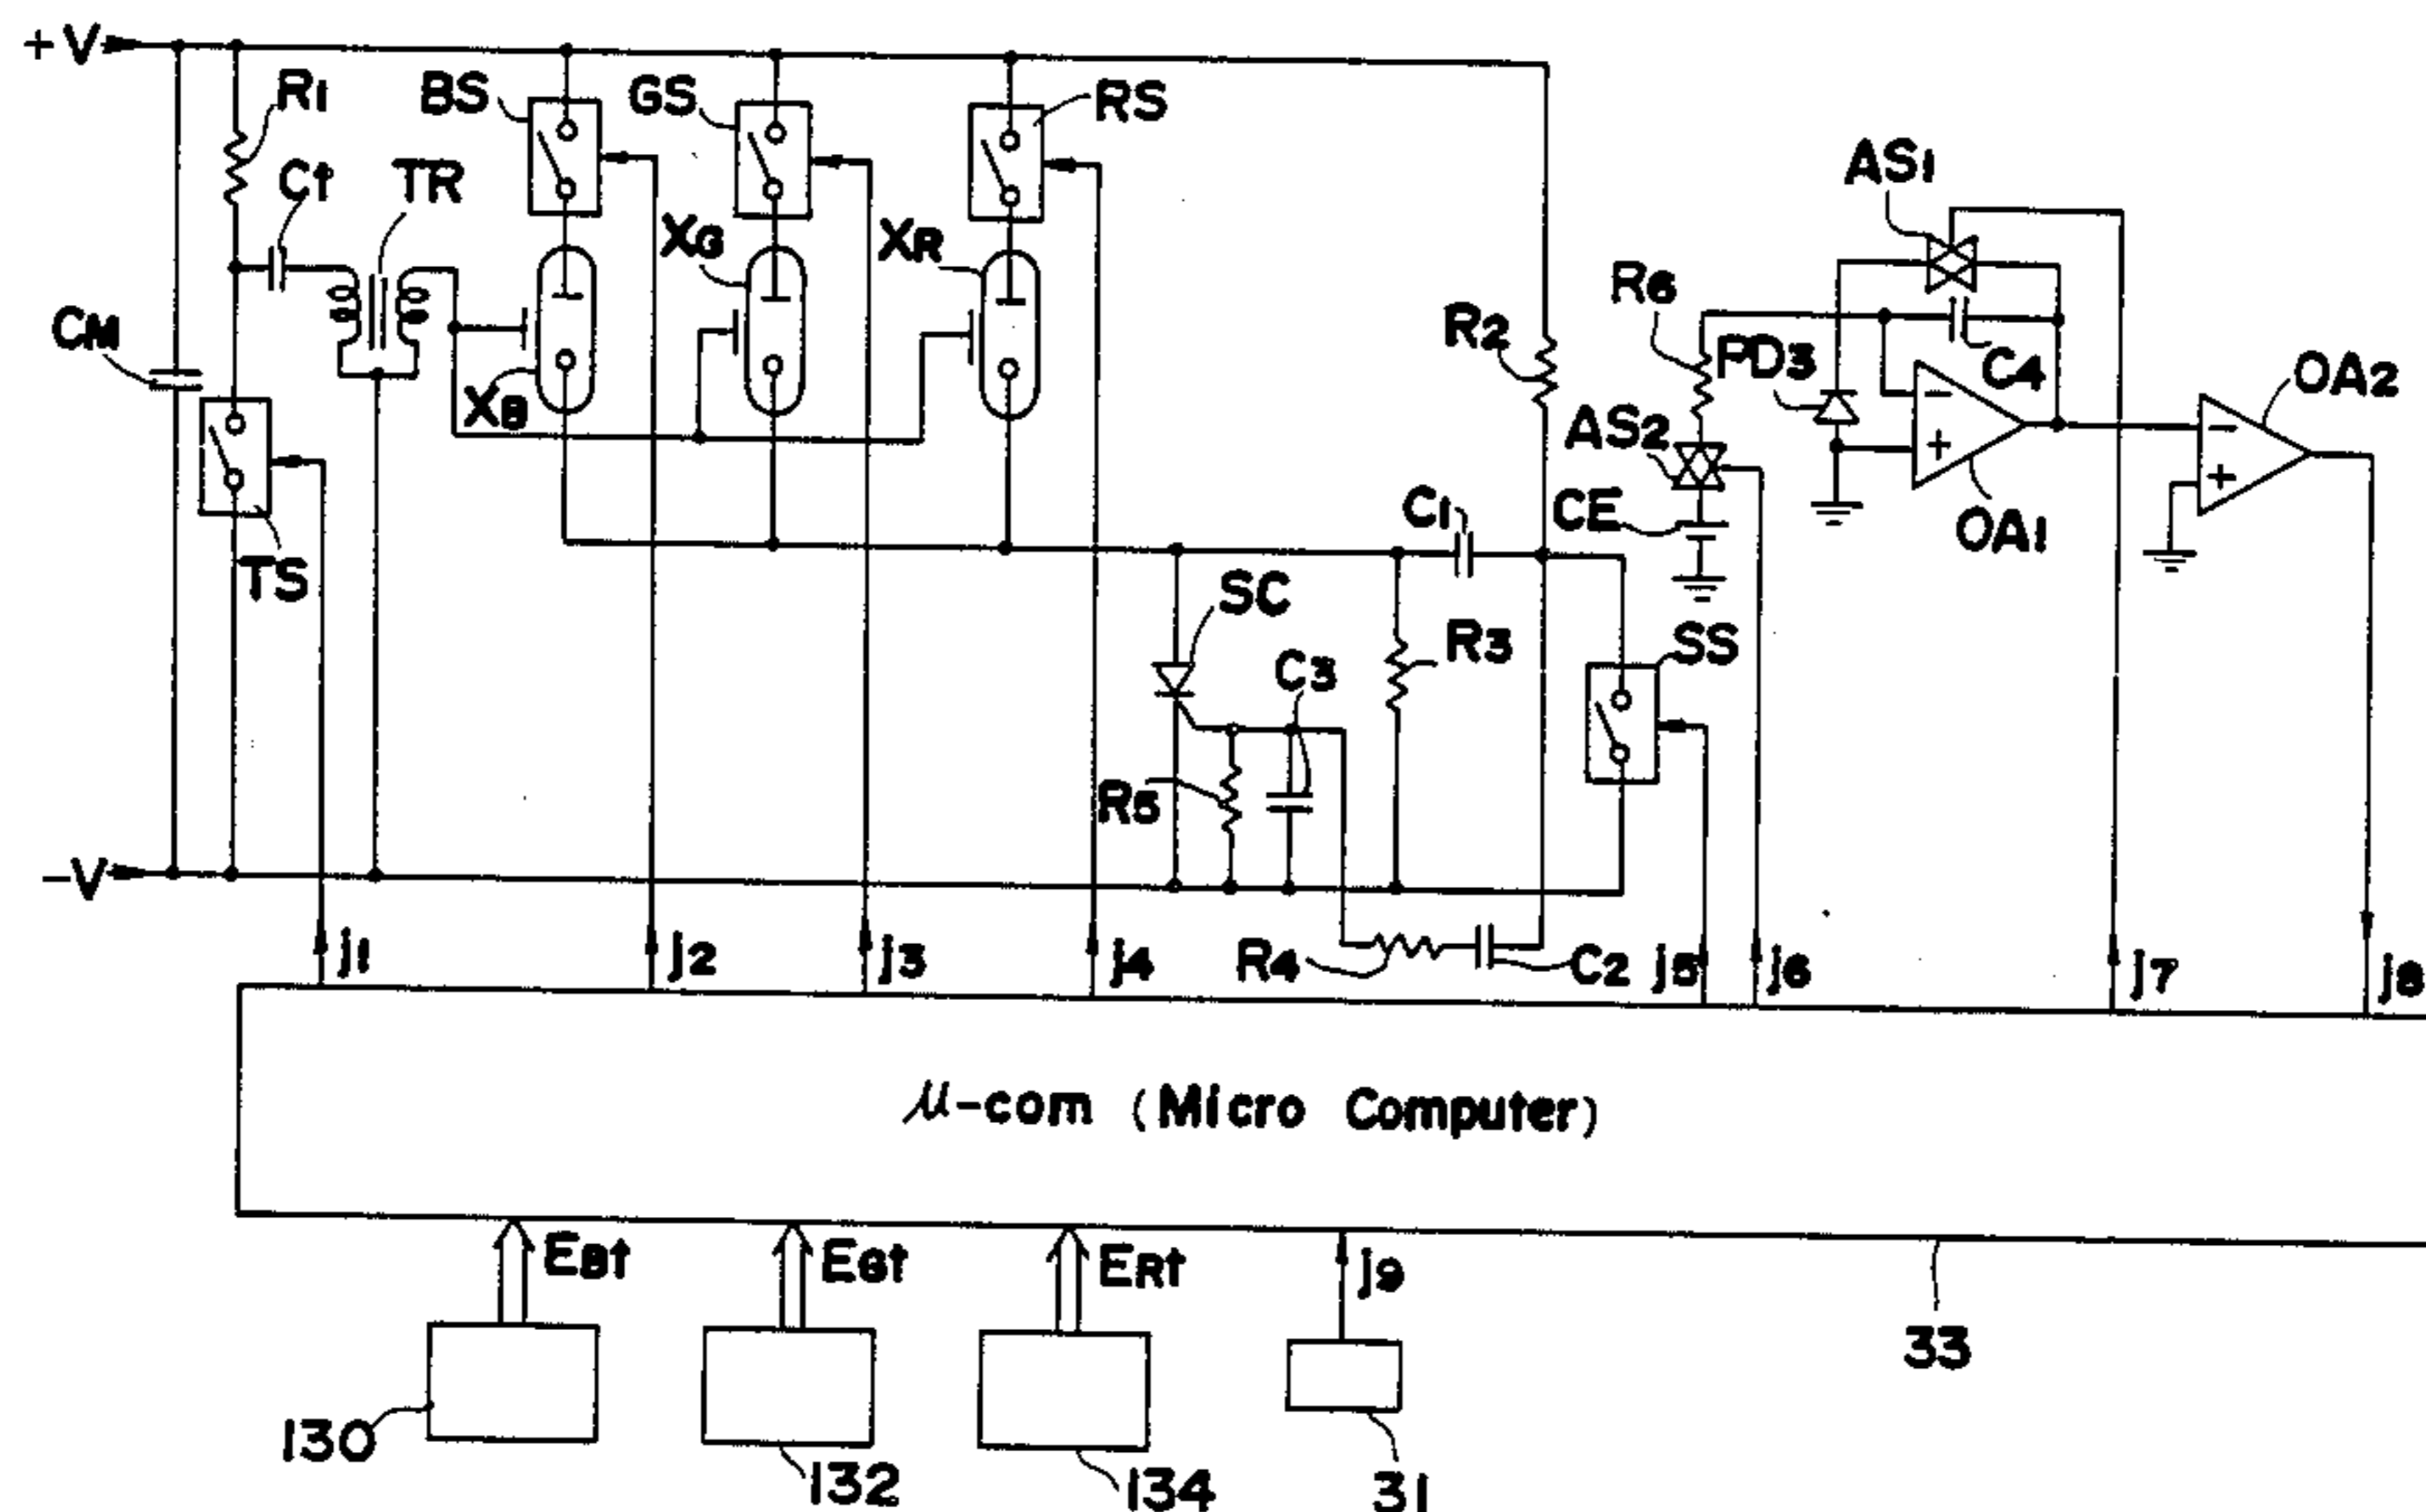 +V
R1
BS
GS
RS
Ct
TR
XG
XR
AS1
CM
XB
R2
R6
PD3
C4
OA2
AS2
CE
OA1
TS
C1
SC
R3
C3
SS
R5
-V
j1
j2
j3
j4
R4
C2
j5
j6
j7
j8
μ-com (Micro Computer)
EBt
EGt
ERt
j9
33
130
132
134
31